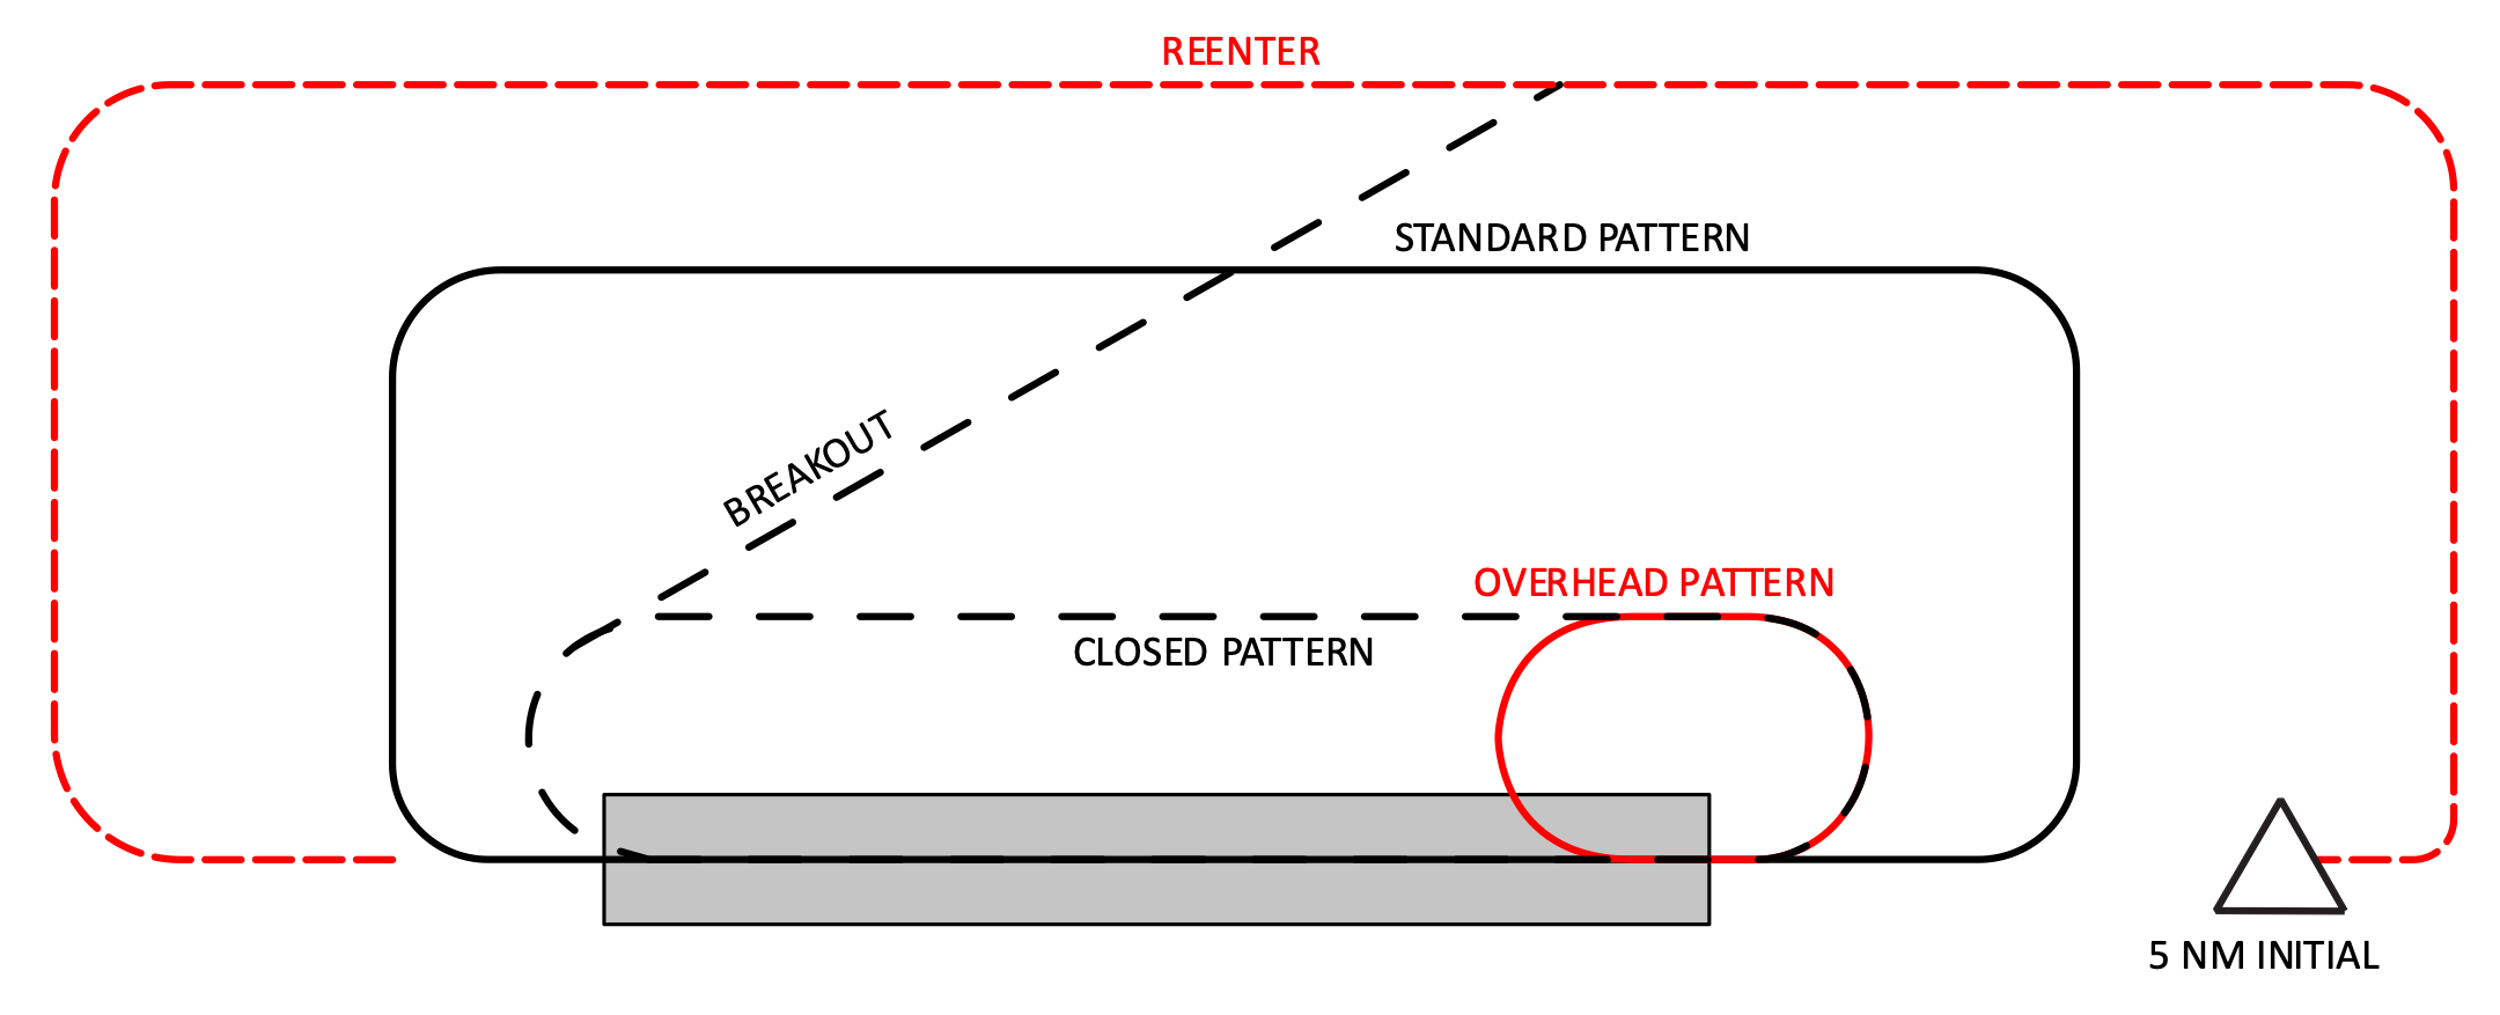 REENTER
STANDARD PATTERN
BREAKOUT
OVERHEAD PATTERN
CLOSED PATTERN
5 NM INITIAL